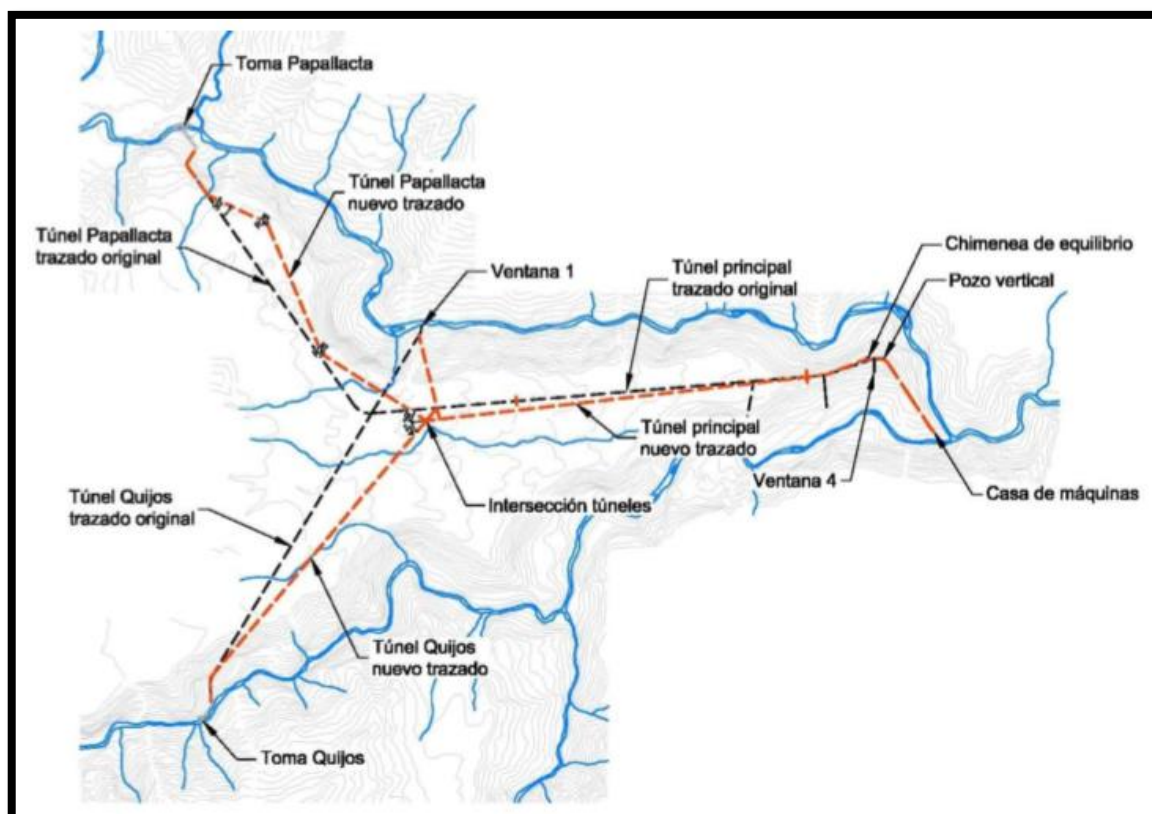 Toma Papallacta
Túnel Papallacta
nuevo trazado
Túnel Papallacta
trazado original
Ventana 1
Túnel principal
trazado original
Chimenea de equilibrio
Pozo vertical
Túnel principal
nuevo trazado
Ventana 4
Casa de máquinas
Túnel Quijos
trazado original
Intersección túneles
Túnel Quijos
nuevo trazado
Toma Quijos